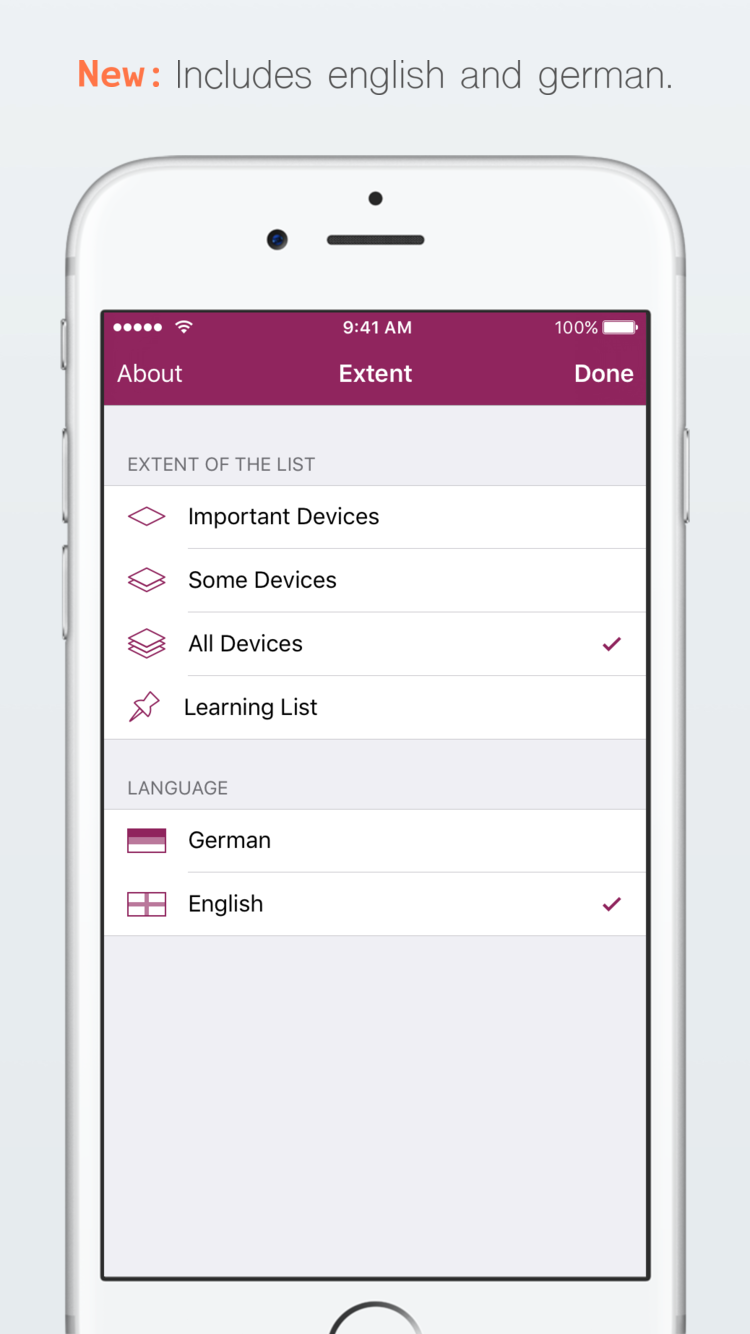 New: Includes english and german.
9:41 AM 100%
About Extent Done
EXTENT OF THE LIST
Important Devices
Some Devices
All Devices
Learning List
LANGUAGE
German
English